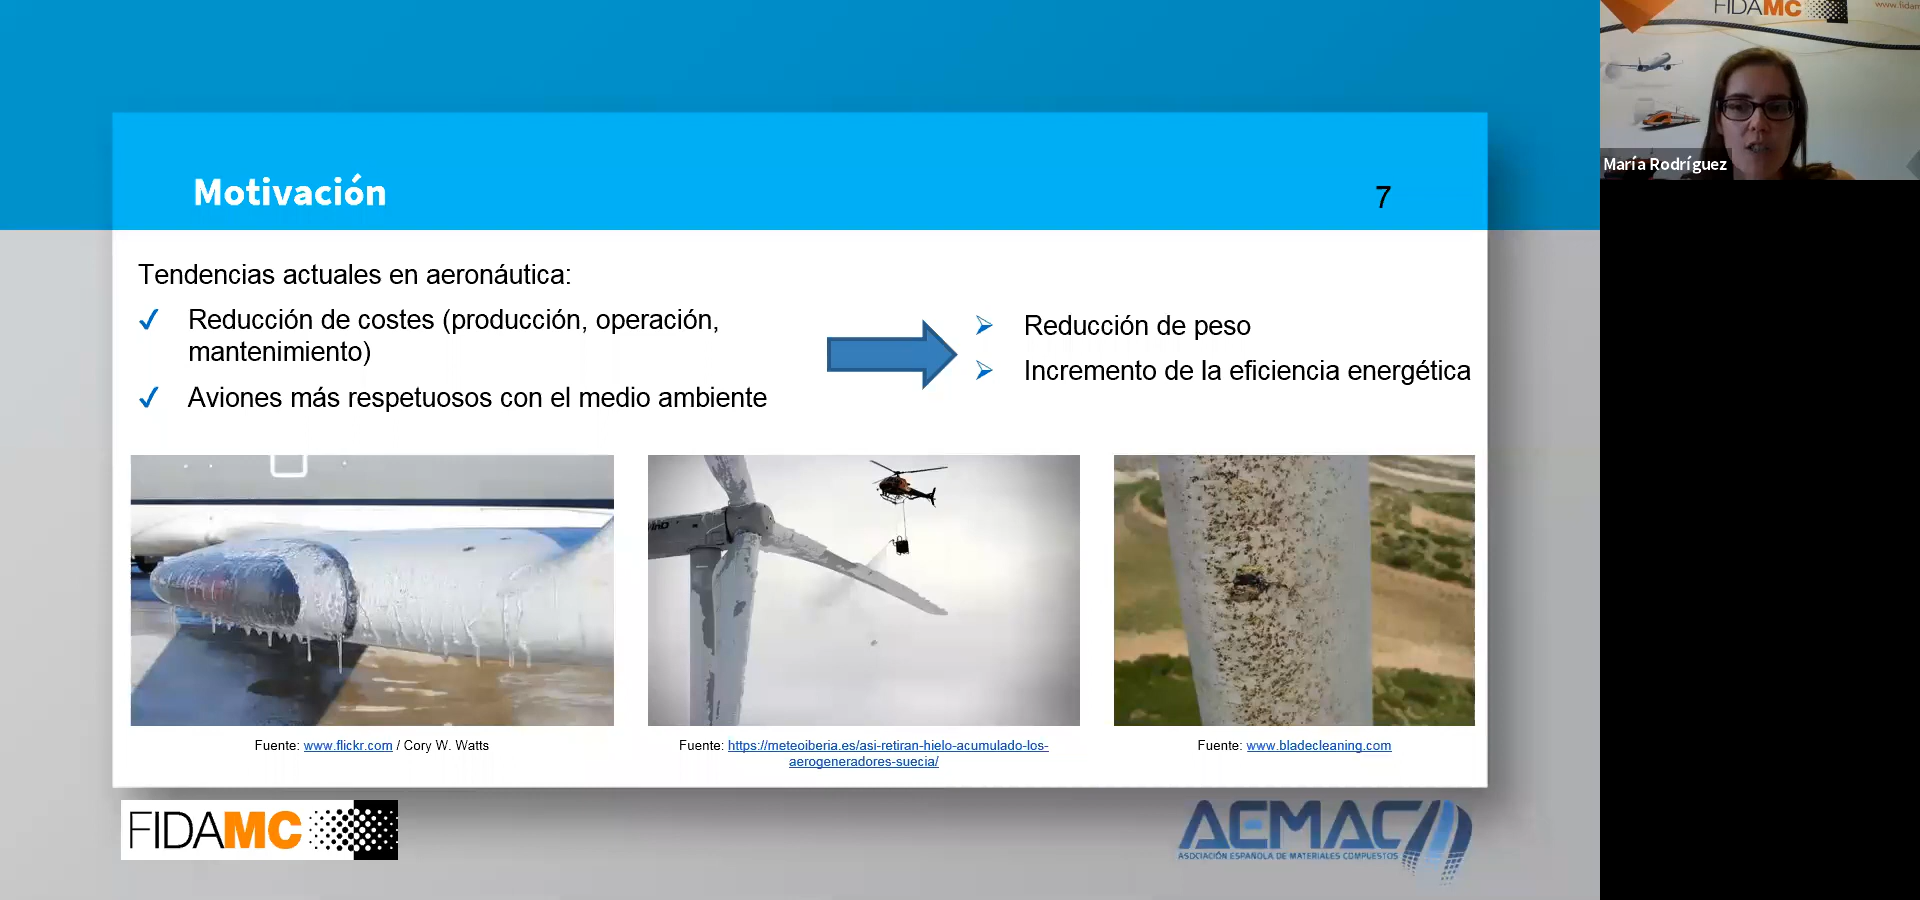 Motivación
7
Tendencias actuales en aeronáutica:
✓ Reducción de costes (producción, operación,
mantenimiento)
✓ Aviones más respetuosos con el medio ambiente
➢ Reducción de peso
➢ Incremento de la eficiencia energética
Fuente: www.flickr.com / Cory W. Watts
Fuente: https://meteoiberia.es/asi-retiran-hielo-acumulado-los-
aerogeneradores-suecia/
Fuente: www.bladecleaning.com
FIDAMC
AEMAC
ASOCIACIÓN ESPAÑOLA DE MATERIALES COMPUESTOS
FIDAMC
María Rodríguez